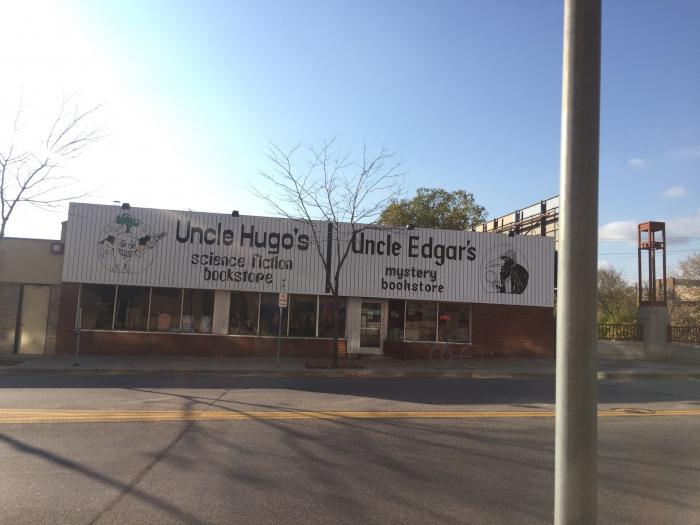 Uncle Hugo's
science fiction
bookstore
Uncle Edgar's
mystery
bookstore